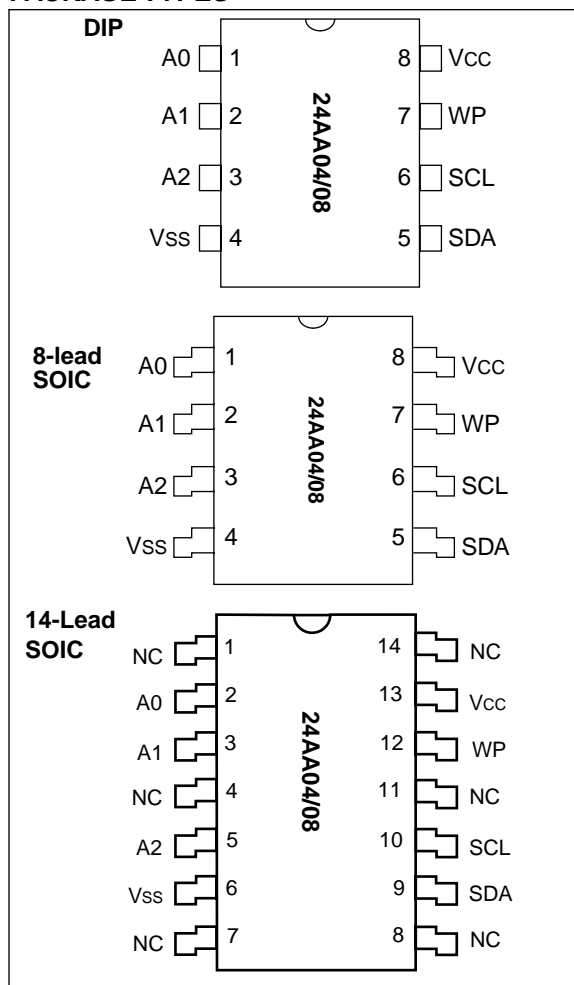 PACKAGE TYPES
DIP
A0 1 8 VCC
A1 2 7 WP
A2 3 6 SCL
VSS 4 5 SDA
24AA04/08
8-lead
SOIC
A0 1 8 VCC
A1 2 7 WP
A2 3 6 SCL
VSS 4 5 SDA
24AA04/08
14-Lead
SOIC
NC 1 14 NC
A0 2 13 VCC
A1 3 12 WP
NC 4 11 NC
A2 5 10 SCL
VSS 6 9 SDA
NC 7 8 NC
24AA04/08